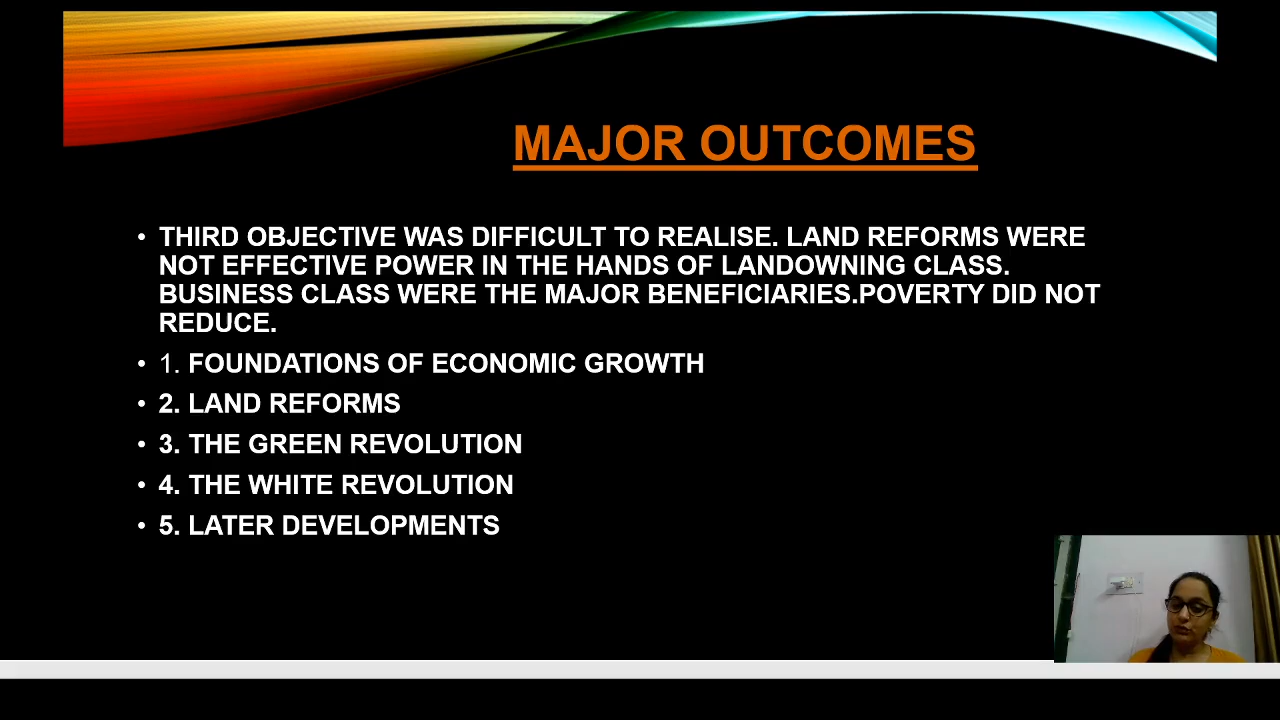 MAJOR OUTCOMES
• THIRD OBJECTIVE WAS DIFFICULT TO REALISE. LAND REFORMS WERE
NOT EFFECTIVE POWER IN THE HANDS OF LANDOWNING CLASS.
BUSINESS CLASS WERE THE MAJOR BENEFICIARIES.POVERTY DID NOT
REDUCE.
• 1. FOUNDATIONS OF ECONOMIC GROWTH
• 2. LAND REFORMS
• 3. THE GREEN REVOLUTION
• 4. THE WHITE REVOLUTION
• 5. LATER DEVELOPMENTS